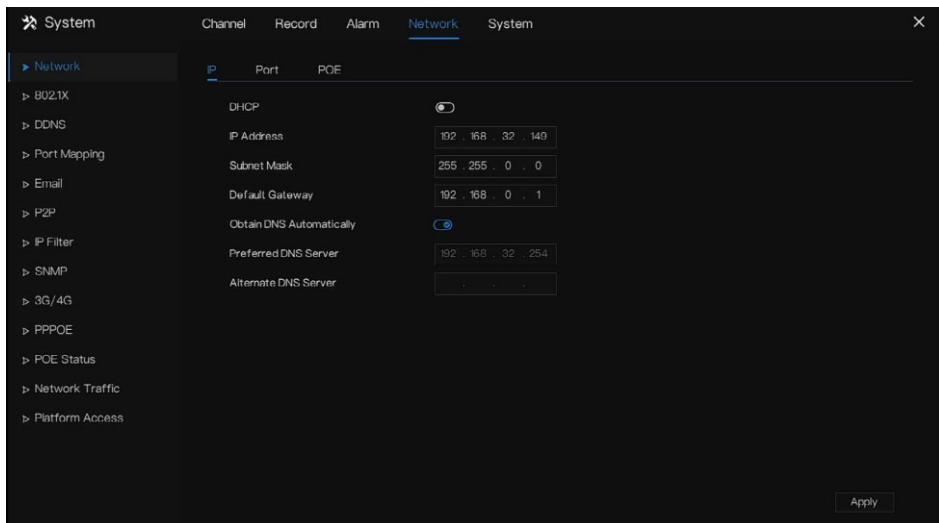 System
Channel Record Alarm Network System
Network
802.1X
DDNS
Port Mapping
Email
P2P
IP Filter
SNMP
3G/4G
PPPOE
POE Status
Network Traffic
Platform Access
IP Port POE
DHCP
IP Address 192 . 168 . 32 . 149
Subnet Mask 255 . 255 . 0 . 0
Default Gateway 192 . 168 . 0 . 1
Obtain DNS Automatically
Preferred DNS Server 192 . 168 . 32 . 254
Alternate DNS Server . . .
Apply